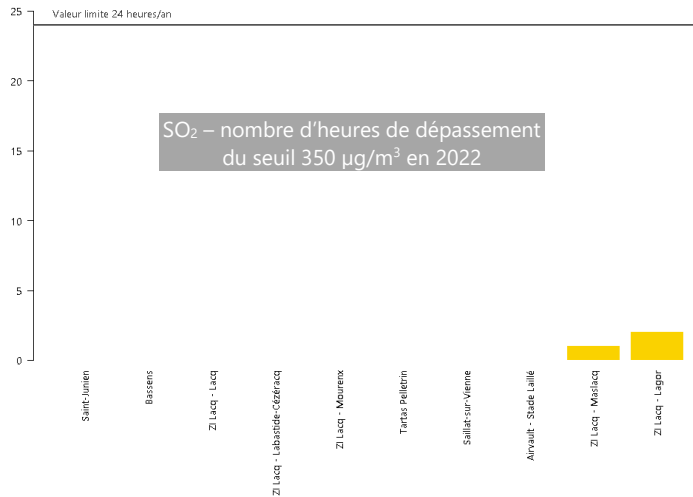 25
Valeur limite 24 heures/an
20
SO₂ – nombre d'heures de dépassement
du seuil 350 µg/m³ en 2022
15
10
5
0
Saint-Junien
Bassens
ZI Lacq - Lacq
ZI Lacq - Labastide-Cézéracq
ZI Lacq - Mourenx
Tartas Pelletrin
Saillat-sur-Vienne
Airvault - Stade Laillé
ZI Lacq - Maslacq
ZI Lacq - Lagor